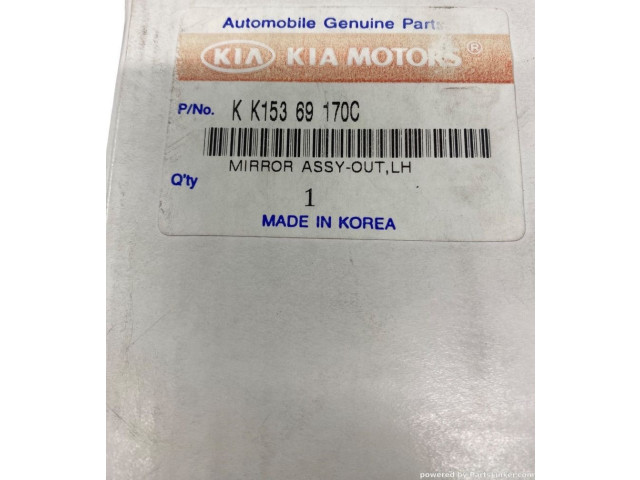 Automobile Genuine Parts
KIA KIA MOTORS®
P/No. K K153 69 170C
MIRROR ASSY-OUT,LH
Q'ty 1
MADE IN KOREA